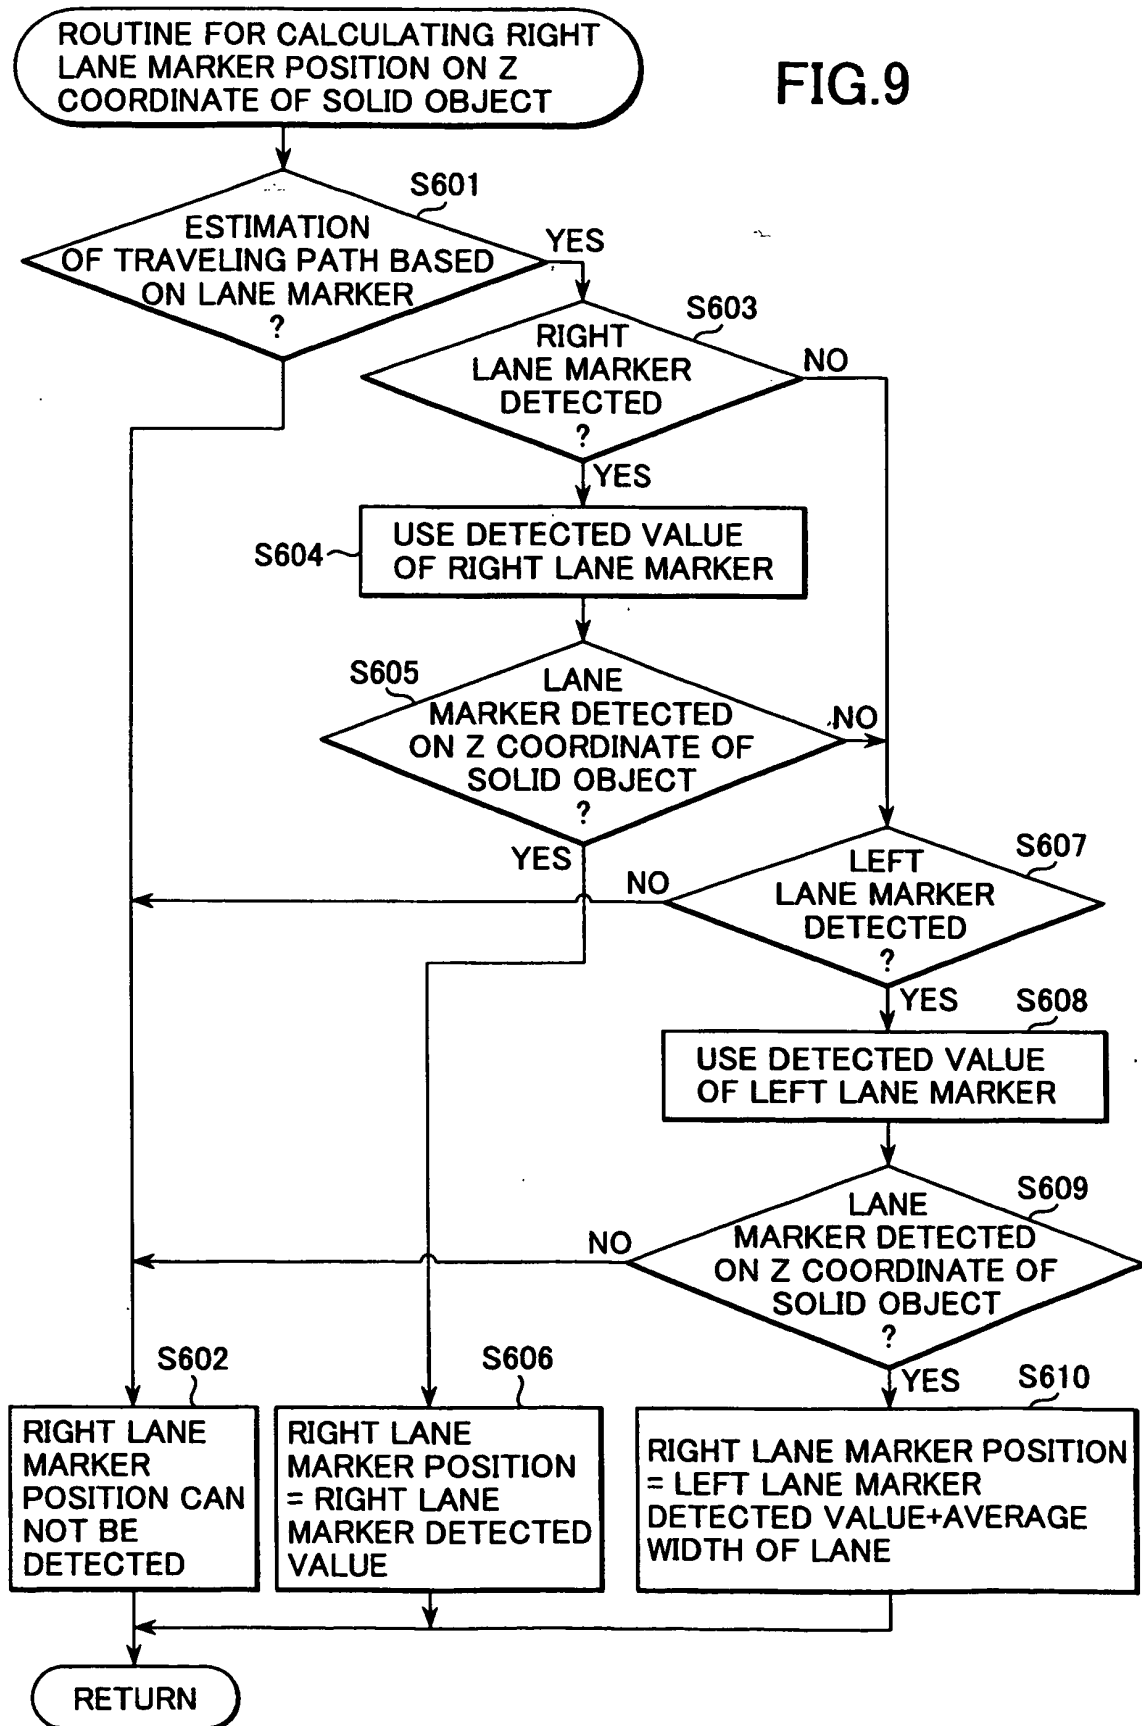 ROUTINE FOR CALCULATING RIGHT
LANE MARKER POSITION ON Z
COORDINATE OF SOLID OBJECT
FIG.9
S601
ESTIMATION
OF TRAVELING PATH BASED
ON LANE MARKER
?
YES
S603
RIGHT
LANE MARKER
DETECTED
?
NO
YES
S604
USE DETECTED VALUE
OF RIGHT LANE MARKER
S605
LANE
MARKER DETECTED
ON Z COORDINATE OF
SOLID OBJECT
?
NO
YES
S607
LEFT
LANE MARKER
DETECTED
?
NO
YES
S608
USE DETECTED VALUE
OF LEFT LANE MARKER
S609
LANE
MARKER DETECTED
ON Z COORDINATE OF
SOLID OBJECT
?
NO
YES
S602
RIGHT LANE
MARKER
POSITION CAN
NOT BE
DETECTED
S606
RIGHT LANE
MARKER POSITION
= RIGHT LANE
MARKER DETECTED
VALUE
S610
RIGHT LANE MARKER POSITION
= LEFT LANE MARKER
DETECTED VALUE+AVERAGE
WIDTH OF LANE
RETURN